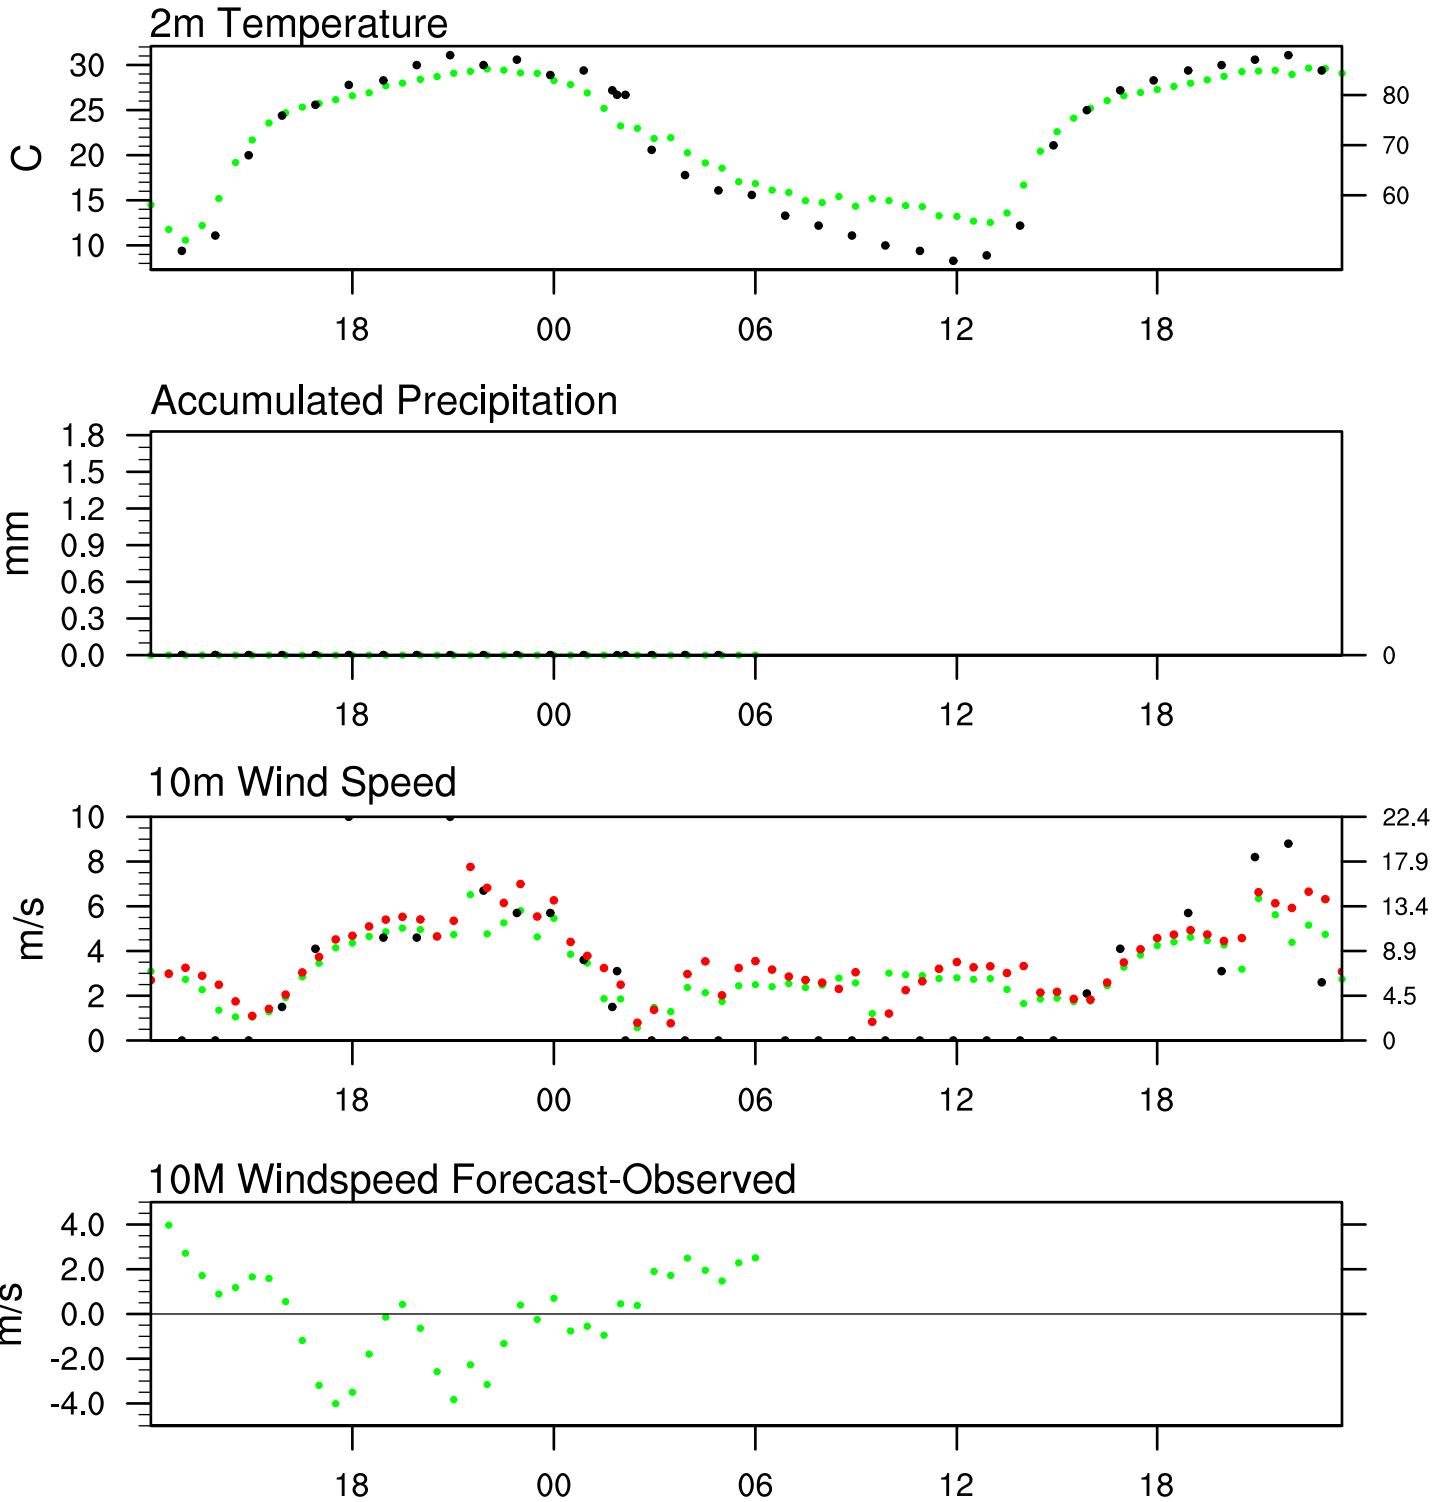 2m Temperature
30
25
20
15
10
C
80
70
60
18 00 06 12 18
Accumulated Precipitation
1.8
1.5
1.2
0.9
0.6
0.3
0.0
mm
0
18 00 06 12 18
10m Wind Speed
10
8
6
4
2
0
m/s
22.4
17.9
13.4
8.9
4.5
0
18 00 06 12 18
10M Windspeed Forecast-Observed
4.0
2.0
0.0
-2.0
-4.0
m/s
18 00 06 12 18